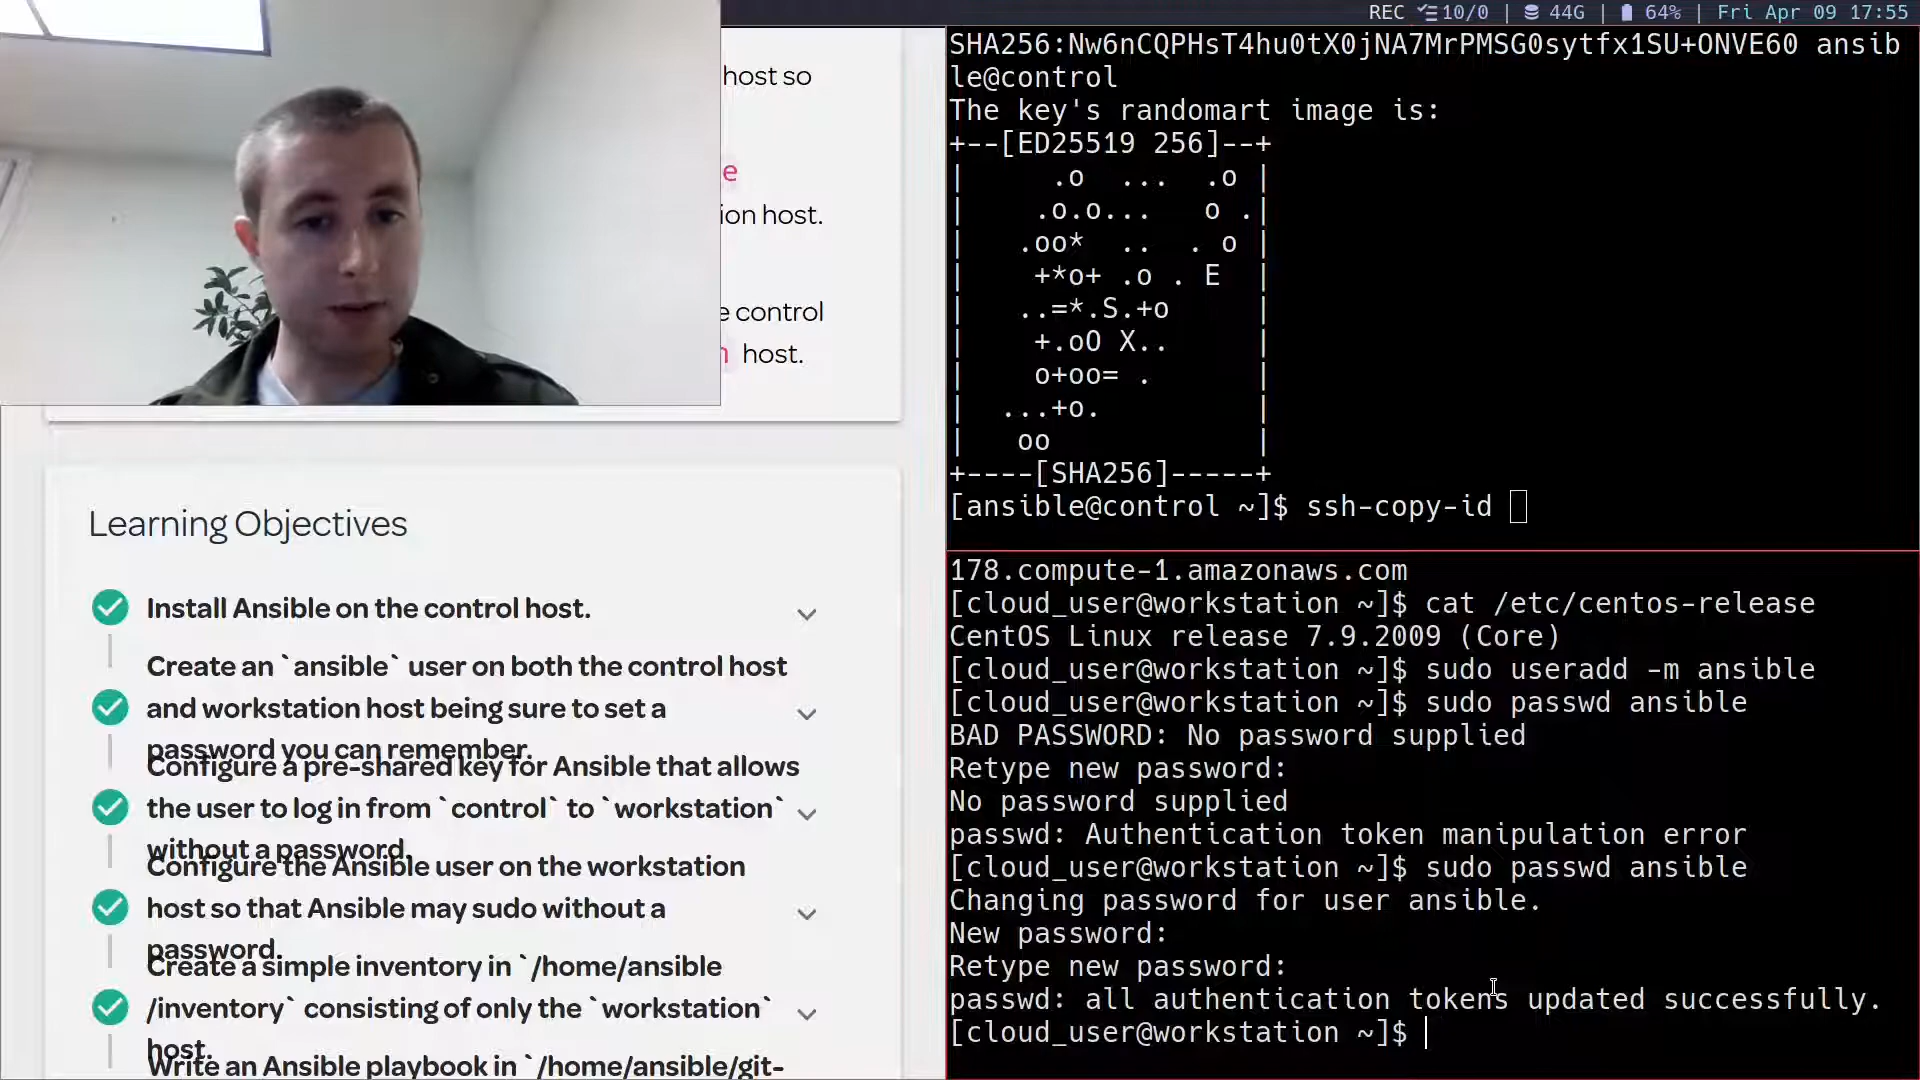 REC 10/0 | 44G | 64% | Fri Apr 09 17:55
host so
e
ion host.
e control
n host.
Learning Objectives
Install Ansible on the control host.
Create an `ansible` user on both the control host
and workstation host being sure to set a
password you can remember.
Configure a pre-shared key for Ansible that allows
the user to log in from `control` to `workstation`
without a password.
Configure the Ansible user on the workstation
host so that Ansible may sudo without a
password.
Create a simple inventory in `/home/ansible
/inventory` consisting of only the `workstation`
host.
Write an Ansible playbook in `/home/ansible/git-
SHA256:Nw6nCQPHsT4hu0tX0jNA7MrPMSG0sytfx1SU+ONVE60 ansib
le@control
The key's randomart image is:
+--[ED25519 256]--+
|      .o  ...  .o |
|     .o.o...   o .|
|    .oo*  ..  . o |
|     +*o+ .o . E  |
|    ..=*.S.+o     |
|     +.oO X..     |
|     o+oo= .      |
|   ...+o.         |
|    oo            |
+----[SHA256]-----+
[ansible@control ~]$ ssh-copy-id
178.compute-1.amazonaws.com
[cloud_user@workstation ~]$ cat /etc/centos-release
CentOS Linux release 7.9.2009 (Core)
[cloud_user@workstation ~]$ sudo useradd -m ansible
[cloud_user@workstation ~]$ sudo passwd ansible
BAD PASSWORD: No password supplied
Retype new password:
No password supplied
passwd: Authentication token manipulation error
[cloud_user@workstation ~]$ sudo passwd ansible
Changing password for user ansible.
New password:
Retype new password:
passwd: all authentication tokens updated successfully.
[cloud_user@workstation ~]$